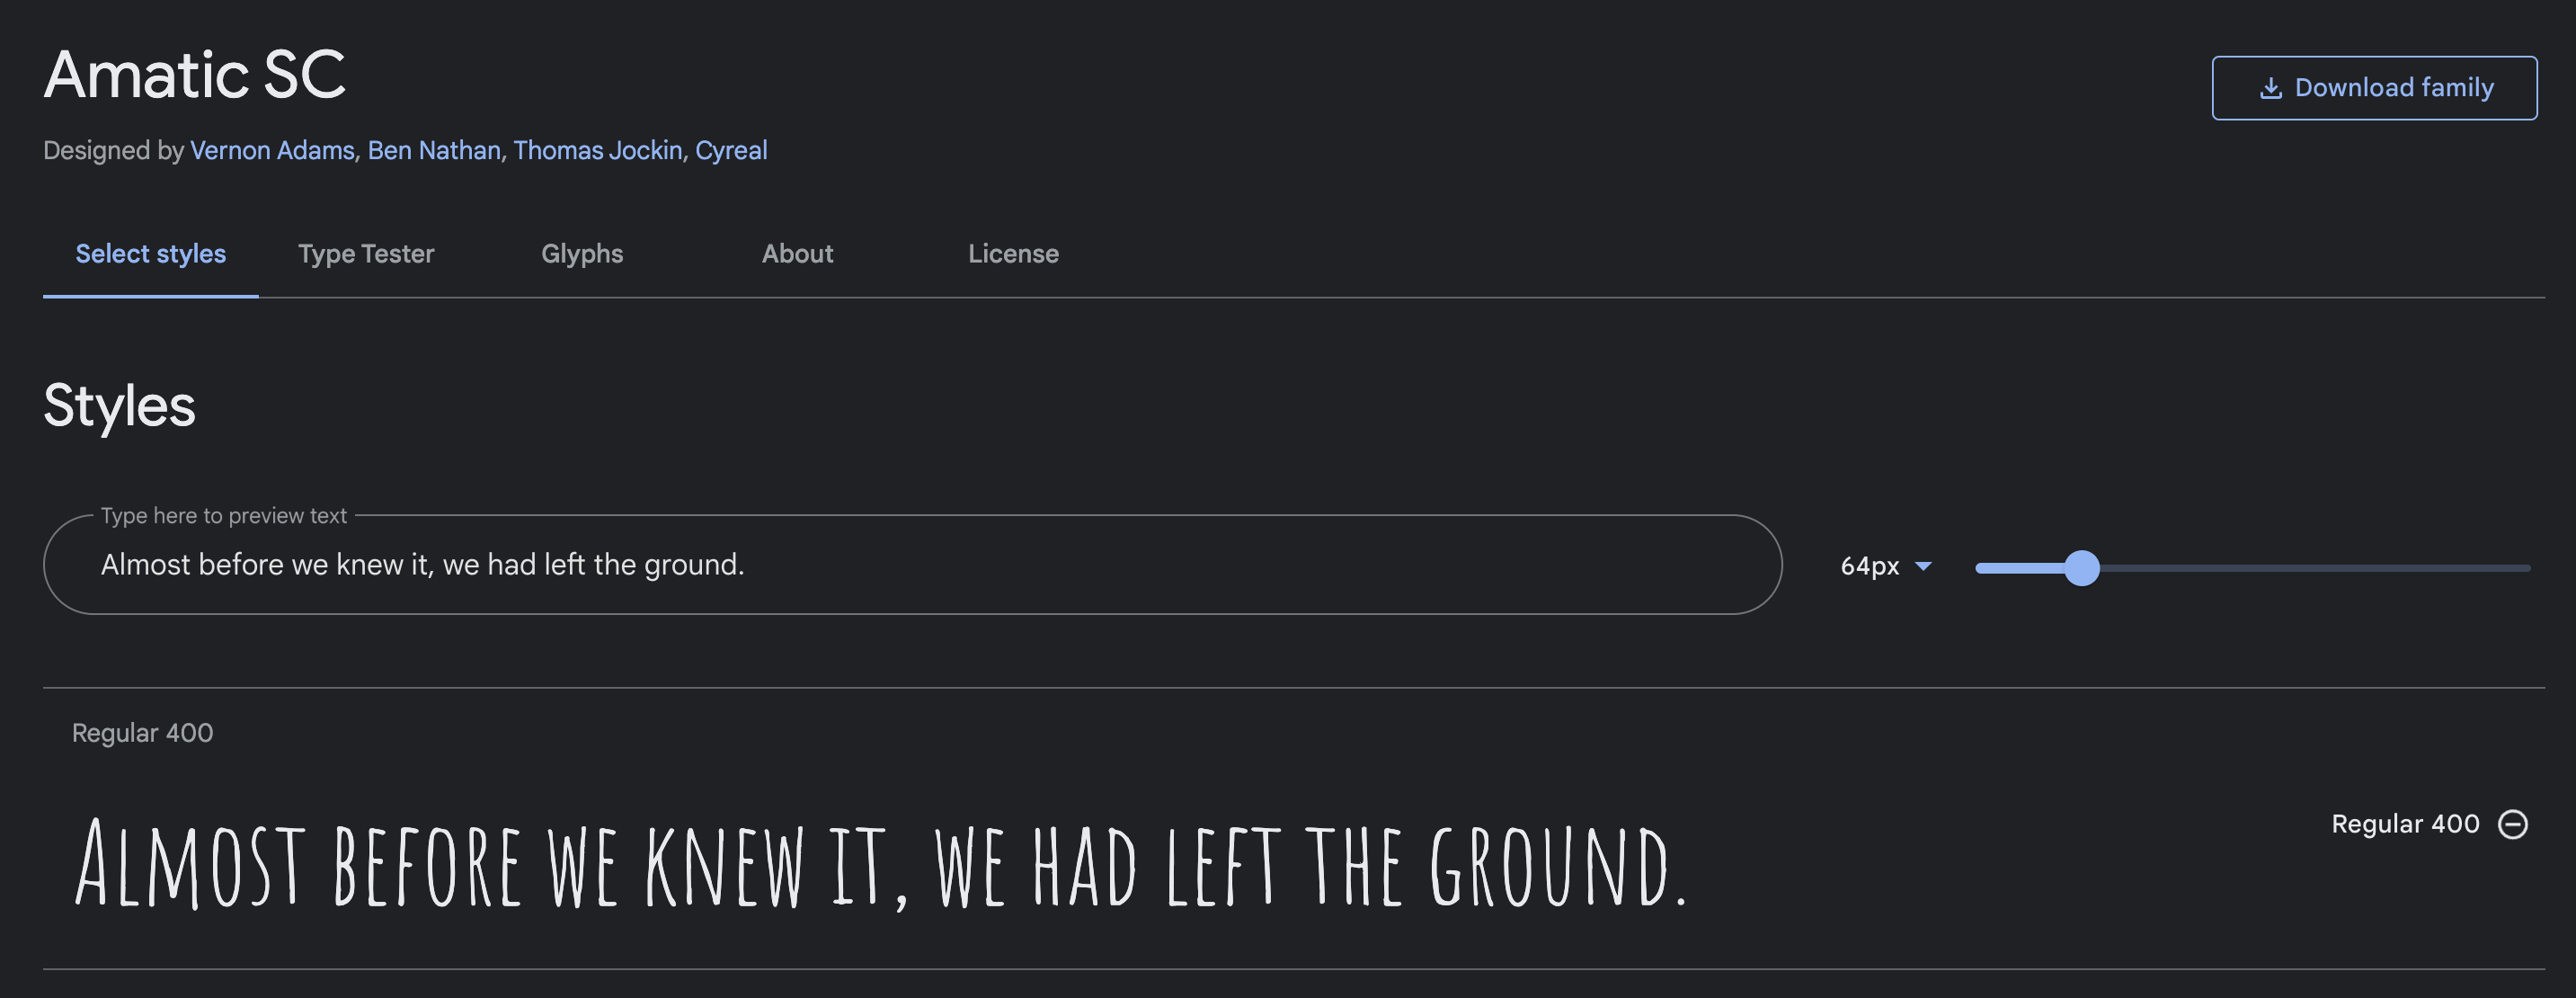 Amatic SC
Download family
Designed by Vernon Adams, Ben Nathan, Thomas Jockin, Cyreal
Select styles Type Tester Glyphs About License
Styles
Type here to preview text
Almost before we knew it, we had left the ground.
64px
Regular 400
Almost before we knew it, we had left the ground.
Regular 400